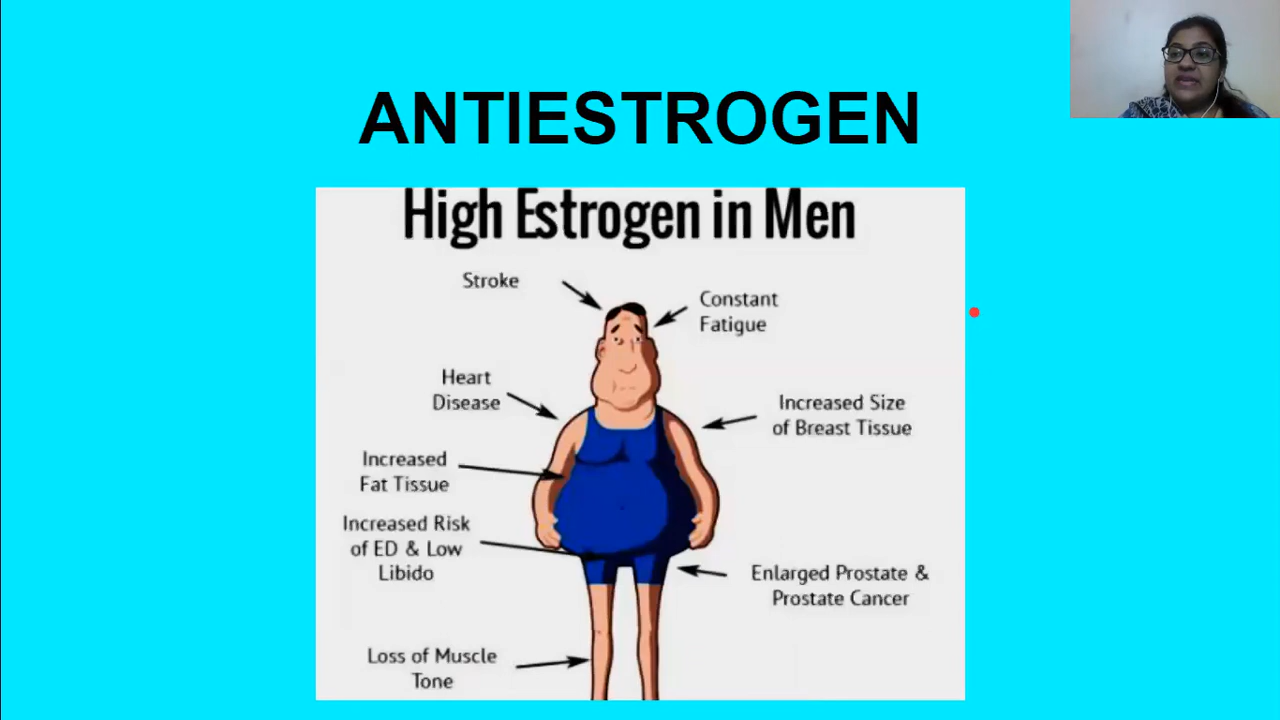 ANTIESTROGEN
High Estrogen in Men
Stroke
Constant
Fatigue
Heart
Disease
Increased Size
of Breast Tissue
Increased
Fat Tissue
Increased Risk
of ED & Low
Libido
Enlarged Prostate &
Prostate Cancer
Loss of Muscle
Tone